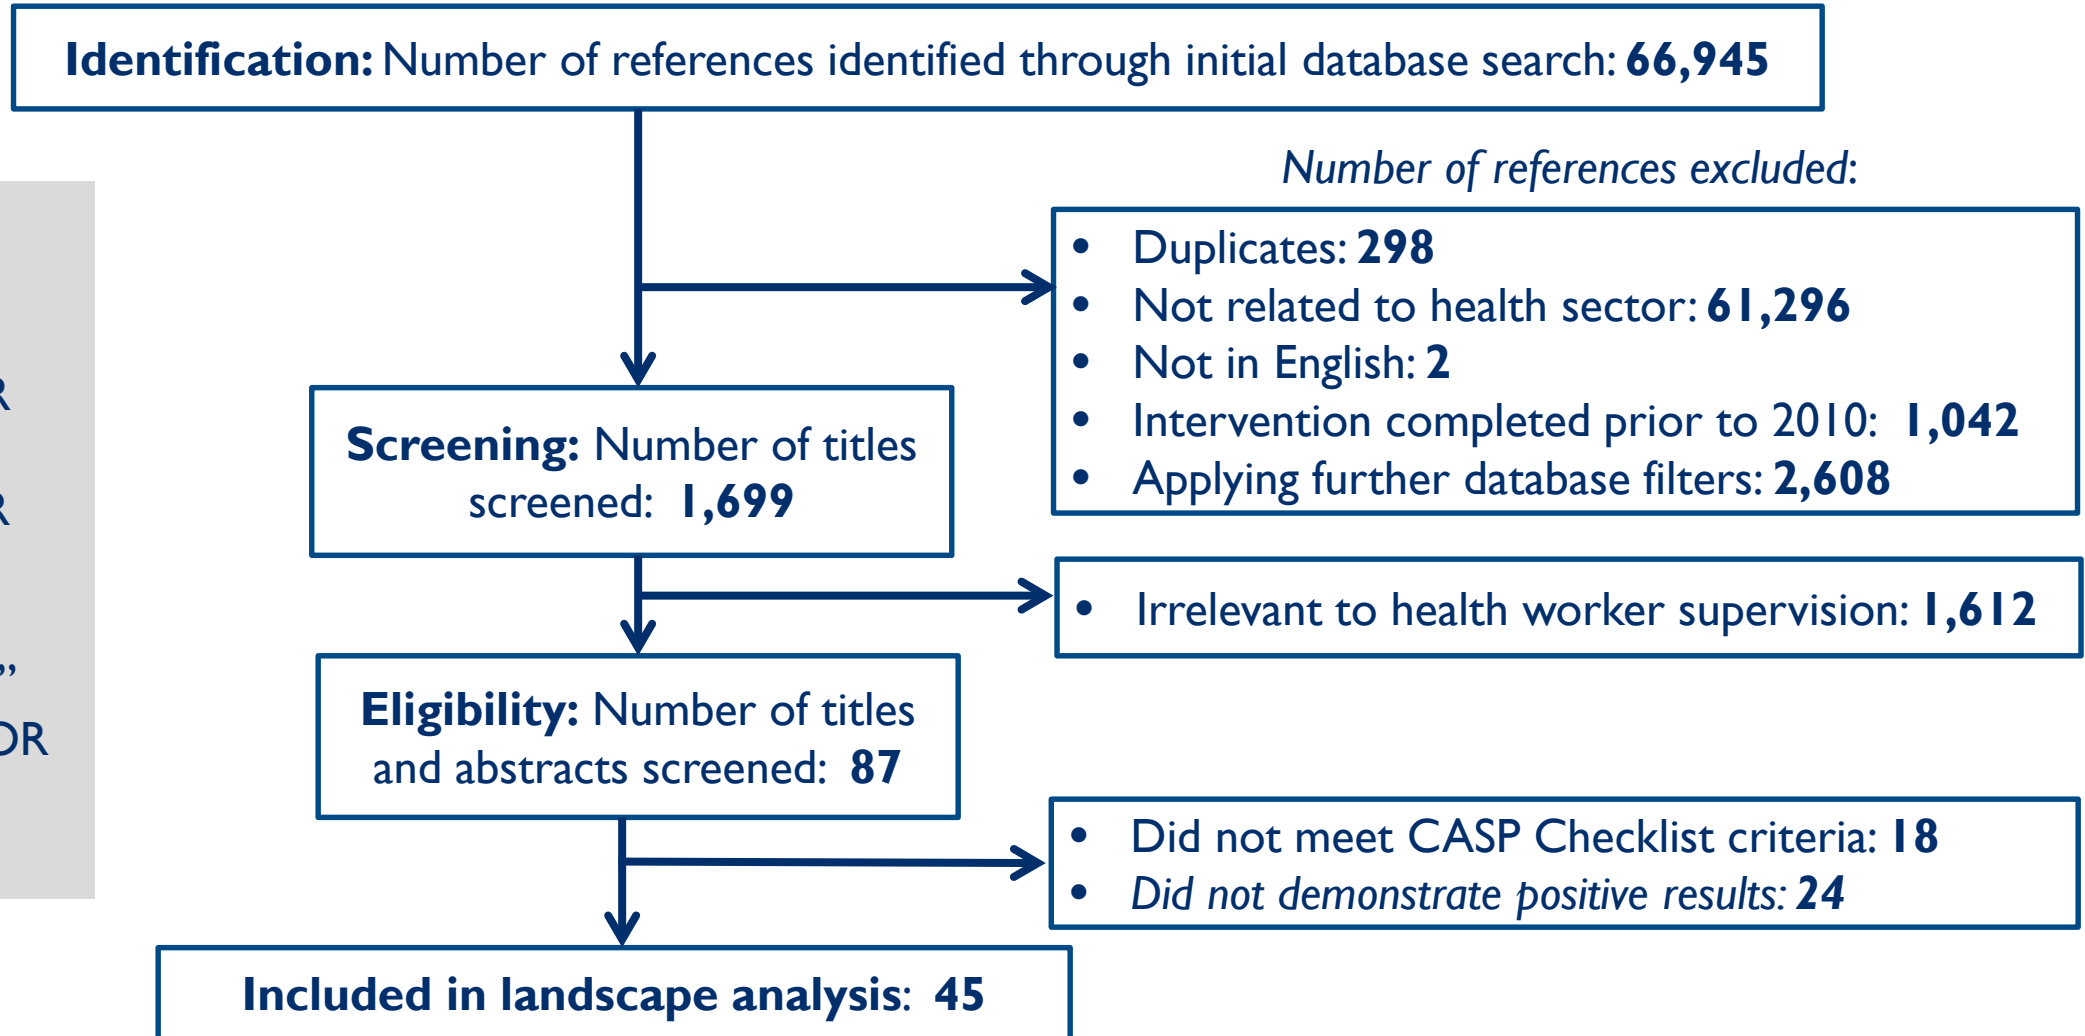 Identification: Number of references identified through initial database search: 66,945
Number of references excluded:
• Duplicates: 298
• Not related to health sector: 61,296
• Not in English: 2
• Intervention completed prior to 2010: 1,042
• Applying further database filters: 2,608
Screening: Number of titles
screened: 1,699
• Irrelevant to health worker supervision: 1,612
Eligibility: Number of titles
and abstracts screened: 87
• Did not meet CASP Checklist criteria: 18
• Did not demonstrate positive results: 24
Included in landscape analysis: 45
”
OR